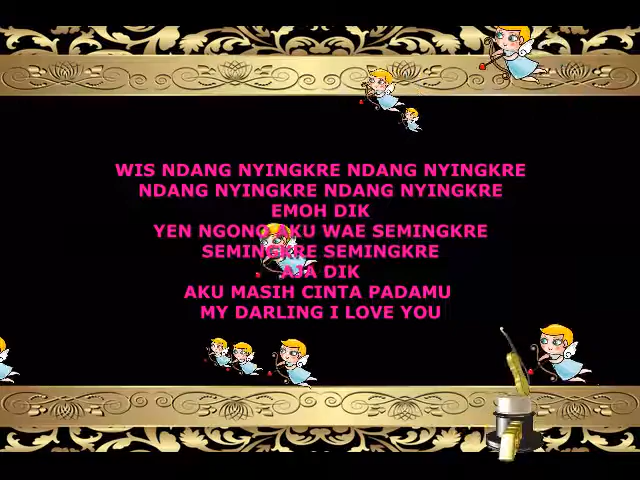 WIS NDANG NYINGKRE NDANG NYINGKRE
NDANG NYINGKRE NDANG NYINGKRE
EMOH DIK
YEN NGONO AKU WAE SEMINGKRE
SEMINGKRE SEMINGKRE
AJA DIK
AKU MASIH CINTA PADAMU
MY DARLING I LOVE YOU